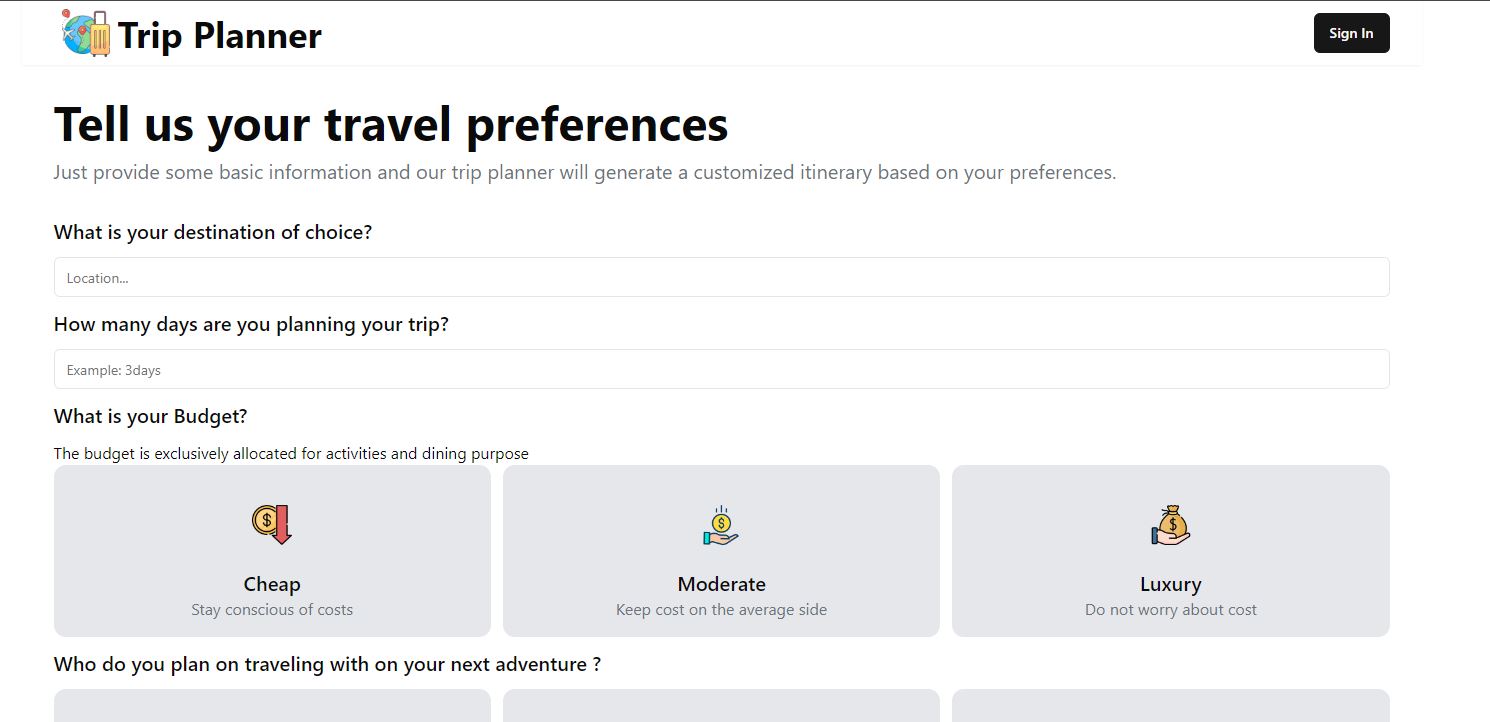 Trip Planner
Sign In
Tell us your travel preferences
Just provide some basic information and our trip planner will generate a customized itinerary based on your preferences.
What is your destination of choice?
Location...
How many days are you planning your trip?
Example: 3days
What is your Budget?
The budget is exclusively allocated for activities and dining purpose
$
$
$
Cheap
Moderate
Luxury
Stay conscious of costs
Keep cost on the average side
Do not worry about cost
Who do you plan on traveling with on your next adventure ?